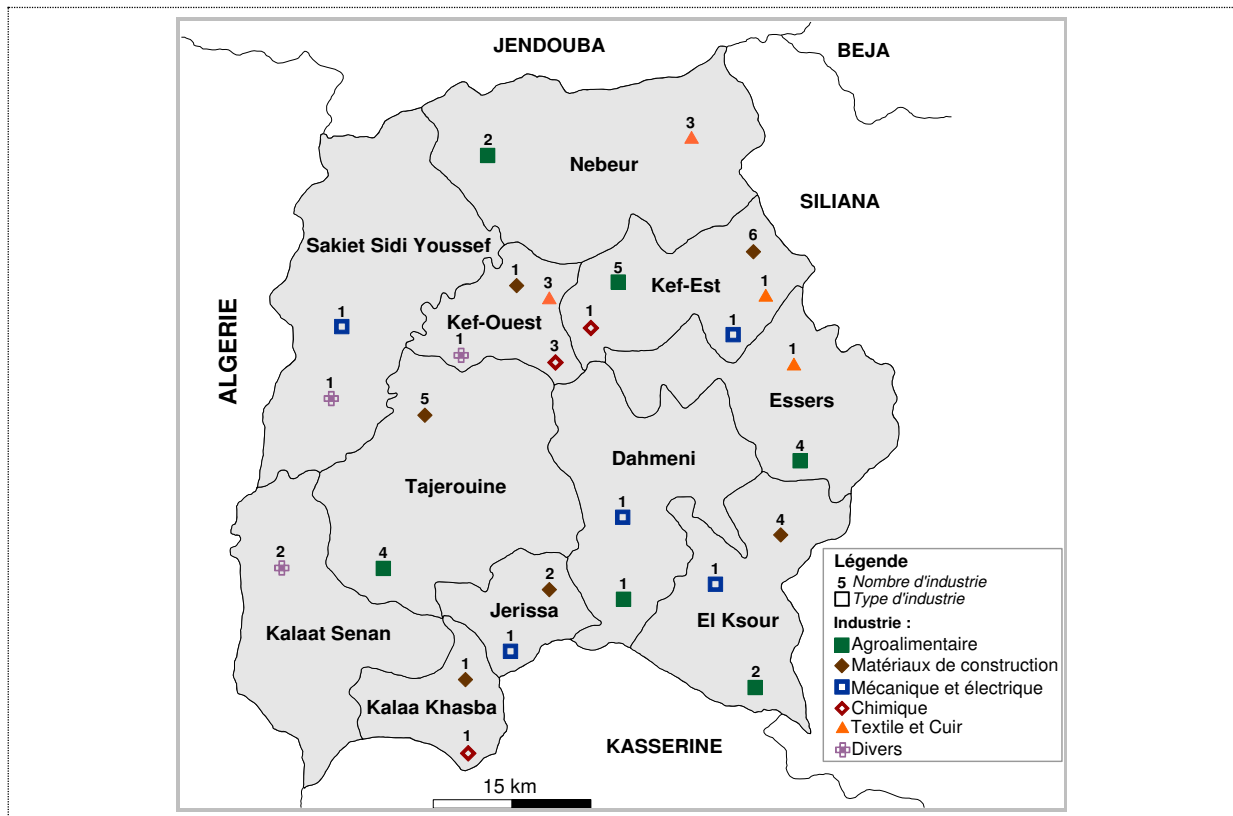 JENDOUBA
BEJA
3
2
Nebeur
SILIANA
6
Sakiet Sidi Youssef
1
3
5
Kef-Est
1
ALGERIE
1
Kef-Ouest
1
1
1
3
1
1
5
Essers
4
Dahmeni
Tajerouine
1
4
2
4
2
1
1
Jerissa
El Ksour
Kalaat Senan
1
1
2
Kalaa Khasba
1
KASSERINE
15 km
Légende
5 Nombre d'industrie
Type d'industrie
Industrie :
Agroalimentaire
Matériaux de construction
Mécanique et électrique
Chimique
Textile et Cuir
Divers